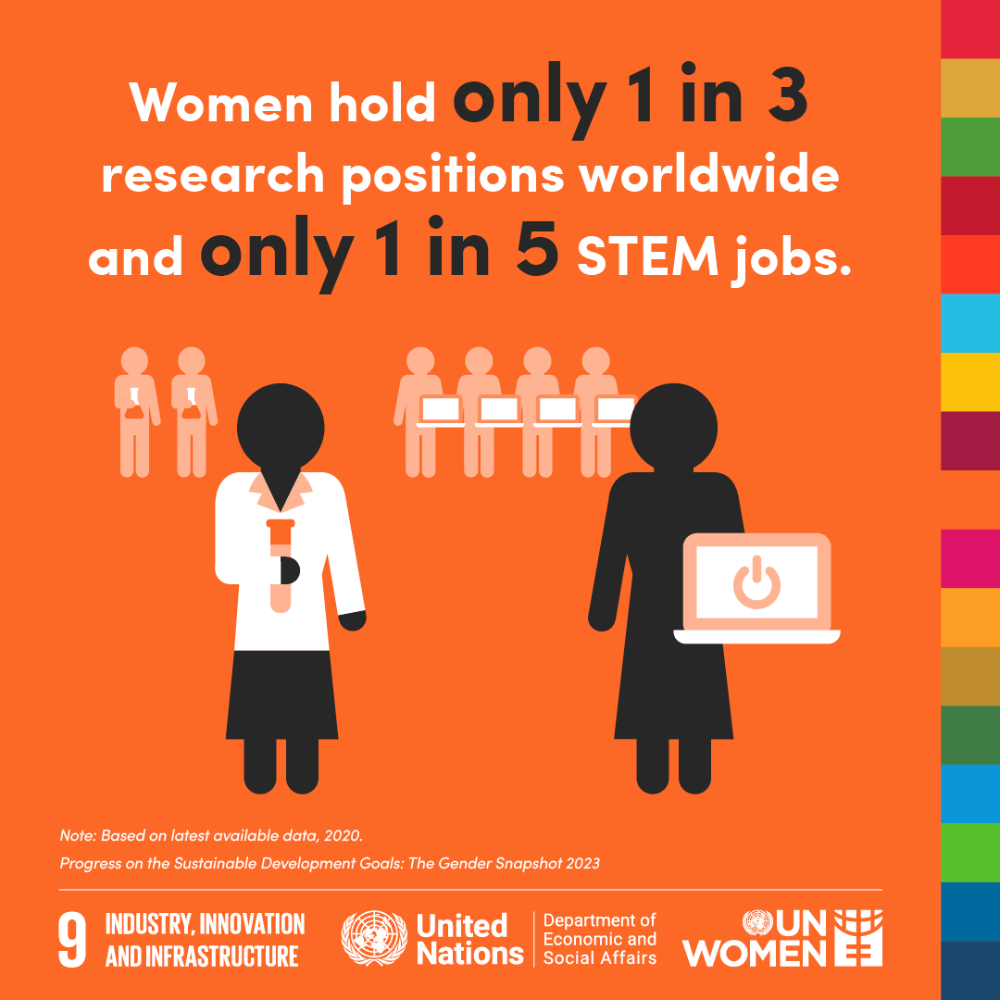 Women hold only 1 in 3
research positions worldwide
and only 1 in 5 STEM jobs.
Note: Based on latest available data, 2020.
Progress on the Sustainable Development Goals: The Gender Snapshot 2023
9
INDUSTRY, INNOVATION
AND INFRASTRUCTURE
United
Nations
Department of
Economic and
Social Affairs
UN
WOMEN